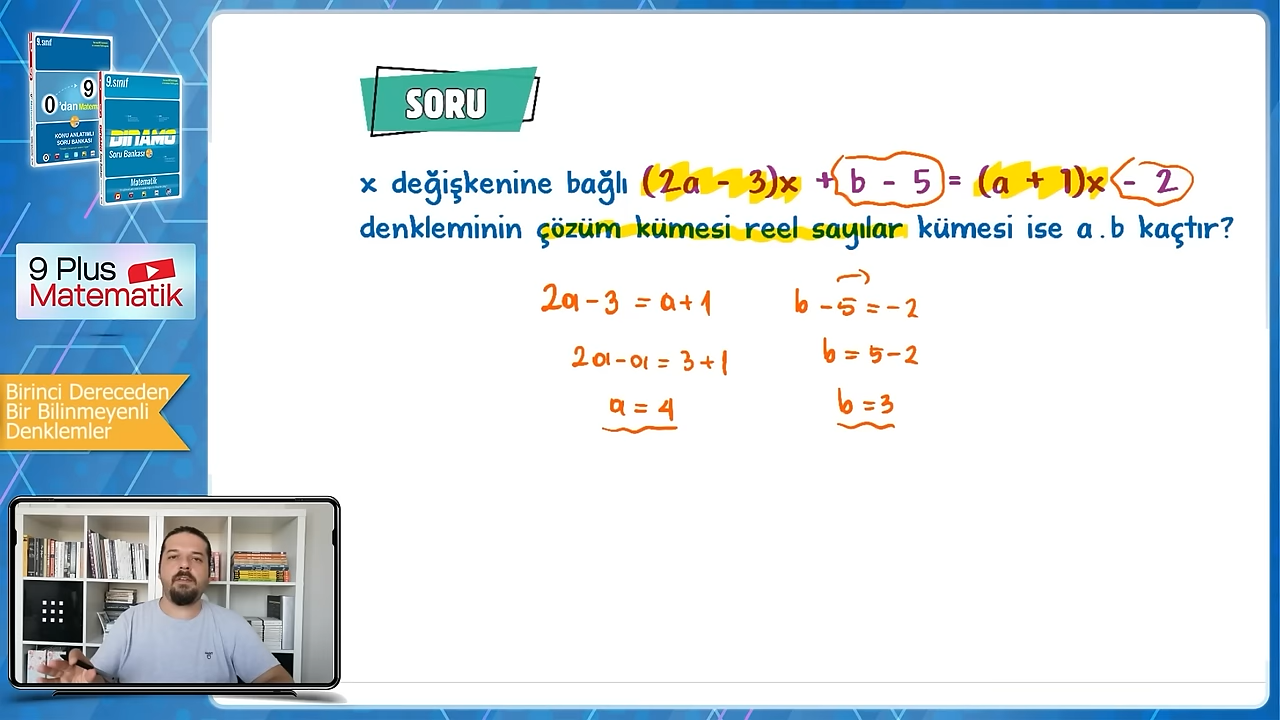 9.sınıf
0'dan 9
Matematik
KONU ANLATIMLI
SORU BANKASI
9.sınıf
DİNAMO
Soru Bankası
Matematik
9 Plus
Matematik
Birinci Dereceden
Bir Bilinmeyenli
Denklemler
SORU
x değişkenine bağlı (2a - 3)x + b - 5 = (a + 1)x - 2
denkleminin çözüm kümesi reel sayılar kümesi ise a.b kaçtır?
2a - 3 = a + 1
2a - a = 3 + 1
a = 4
b - 5 = -2
b = 5 - 2
b = 3